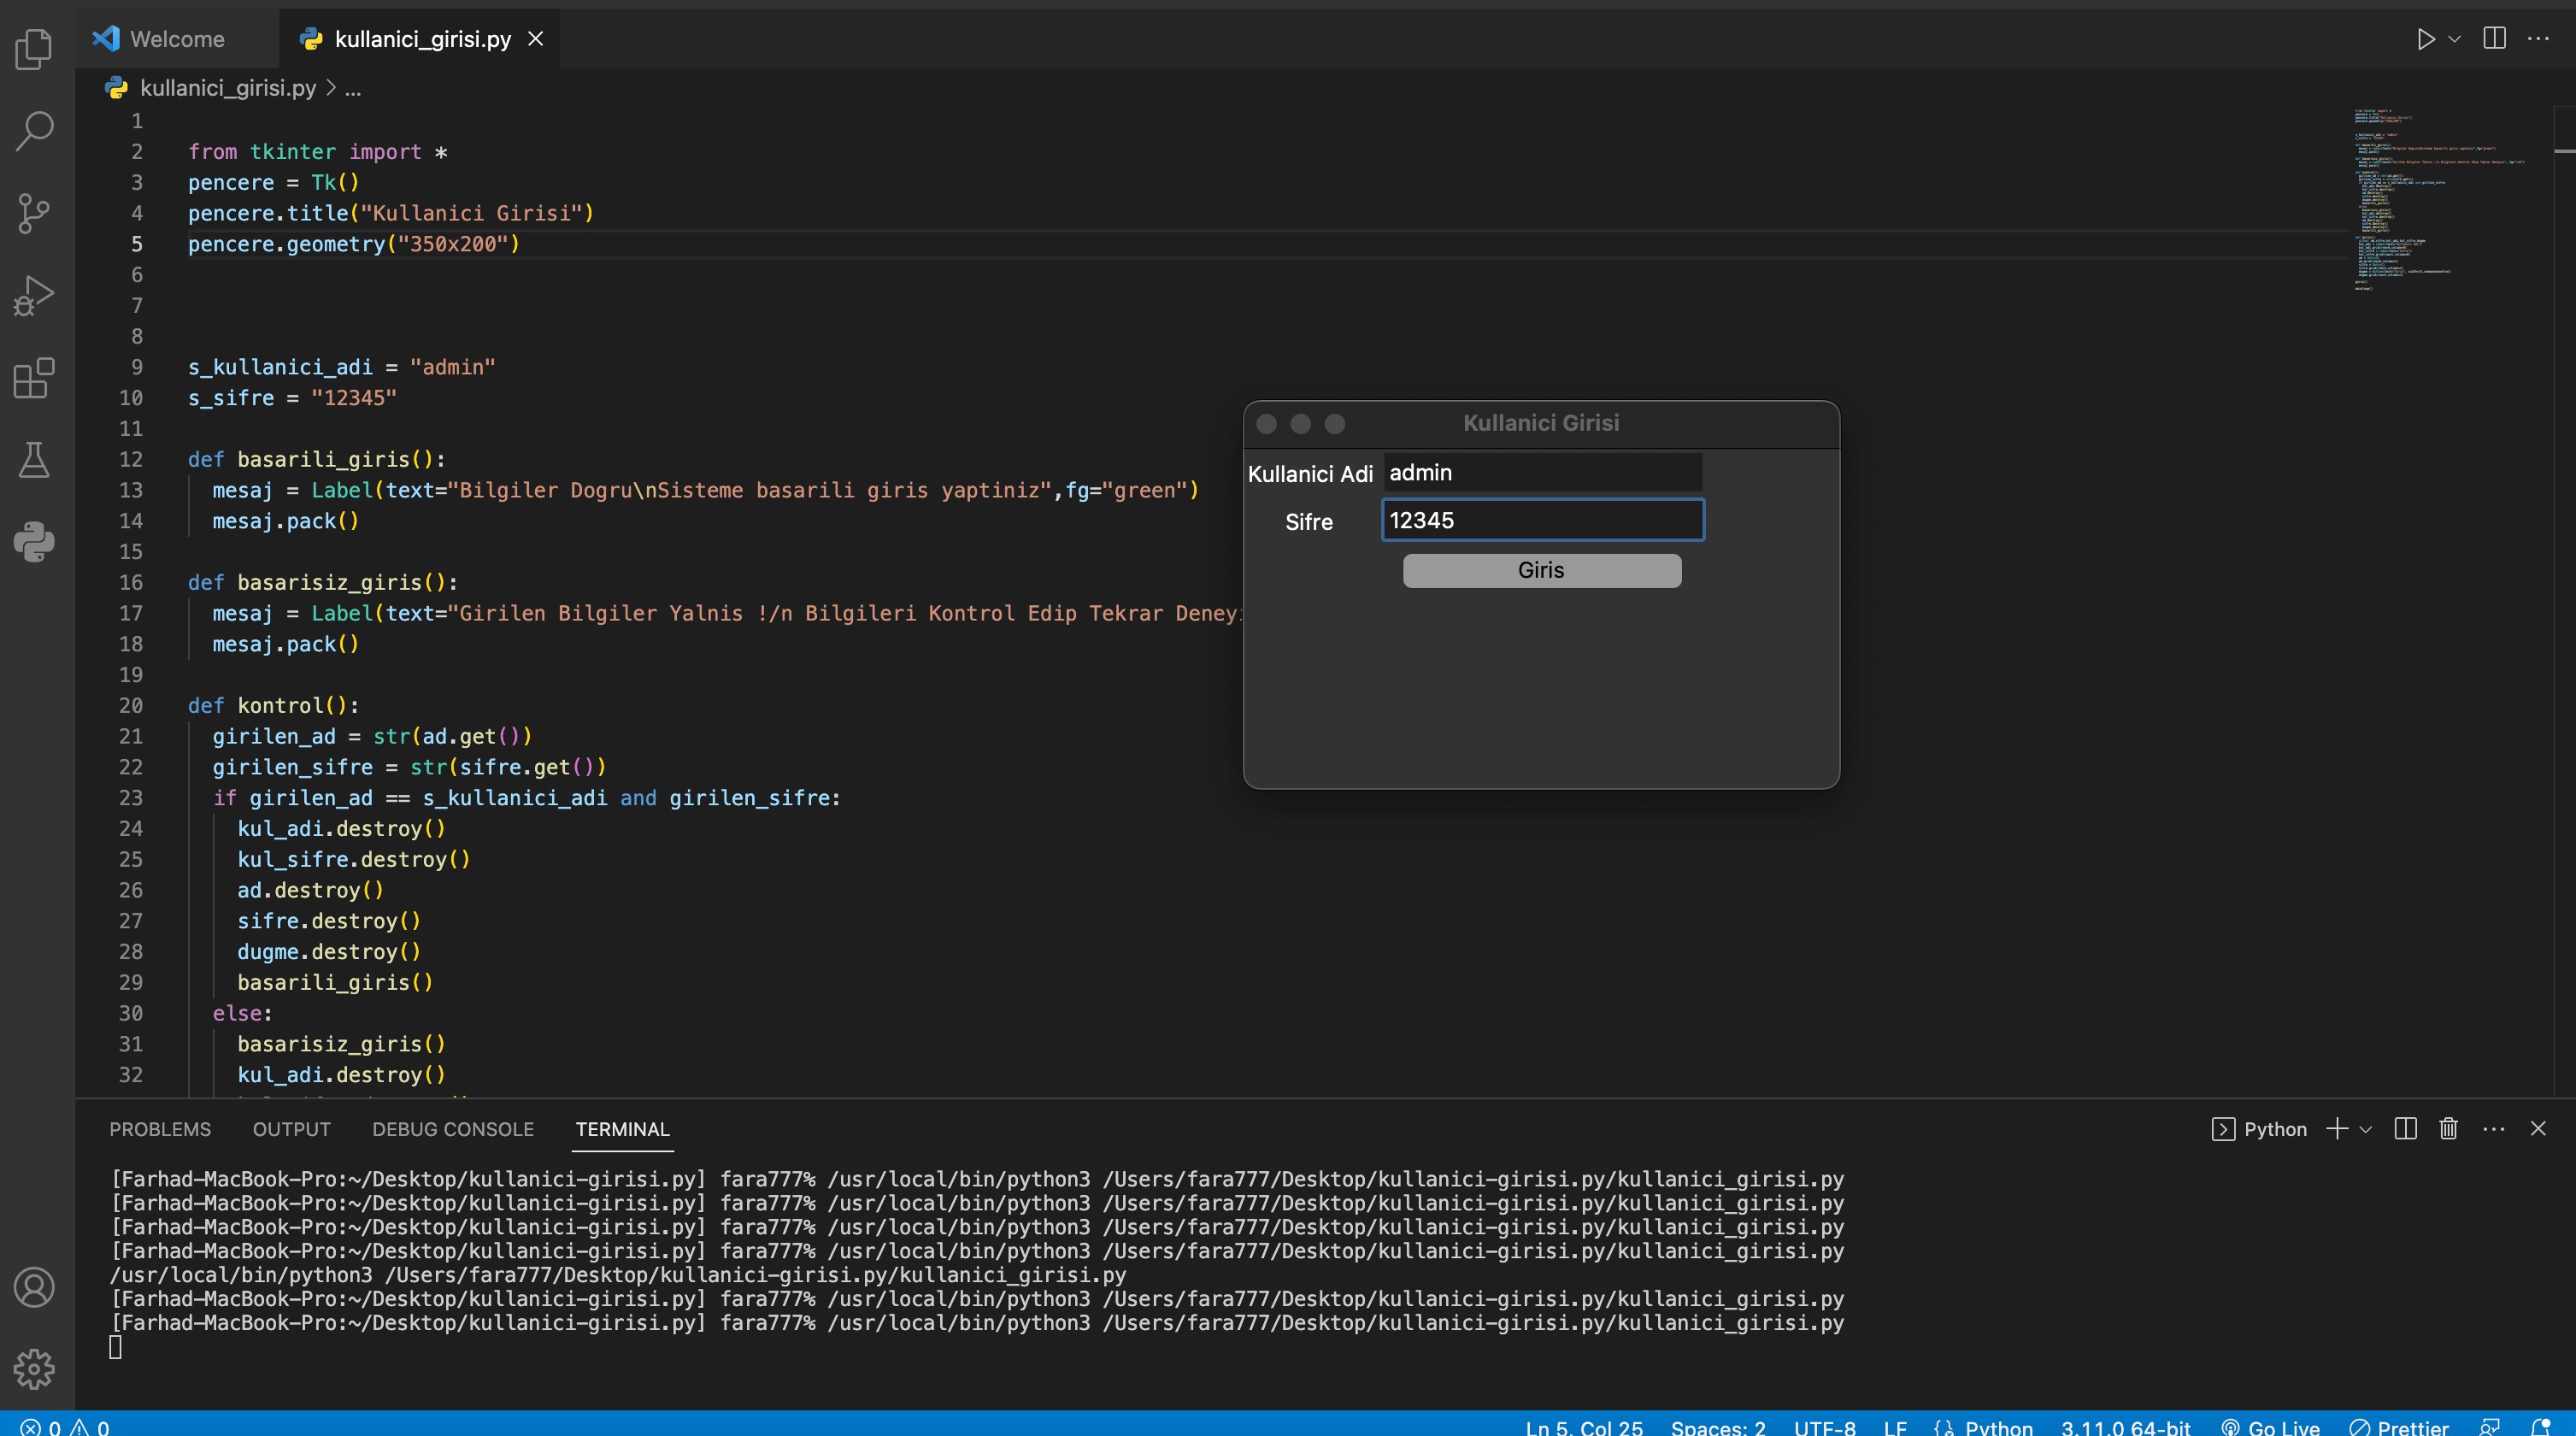 Welcome
kullanici_girisi.py
kullanici_girisi.py > ...
1
2 from tkinter import *
3 pencere = Tk()
4 pencere.title("Kullanici Girisi")
5 pencere.geometry("350x200")
6
7
8
9 s_kullanici_adi = "admin"
10 s_sifre = "12345"
11
12 def basarili_giris():
13 mesaj = Label(text="Bilgiler Dogru\nSisteme basarili giris yaptiniz",fg="green")
14 mesaj.pack()
15
16 def basarisiz_giris():
17 mesaj = Label(text="Girilen Bilgiler Yalnis !/n Bilgileri Kontrol Edip Tekrar Deneyi
18 mesaj.pack()
19
20 def kontrol():
21 girilen_ad = str(ad.get())
22 girilen_sifre = str(sifre.get())
23 if girilen_ad == s_kullanici_adi and girilen_sifre:
24 kul_adi.destroy()
25 kul_sifre.destroy()
26 ad.destroy()
27 sifre.destroy()
28 dugme.destroy()
29 basarili_giris()
30 else:
31 basarisiz_giris()
32 kul_adi.destroy()
Kullanici Girisi
Kullanici Adi admin
Sifre 12345
Giris
PROBLEMS OUTPUT DEBUG CONSOLE TERMINAL Python
[Farhad-MacBook-Pro:~/Desktop/kullanici-girisi.py] fara777% /usr/local/bin/python3 /Users/fara777/Desktop/kullanici-girisi.py/kullanici_girisi.py
[Farhad-MacBook-Pro:~/Desktop/kullanici-girisi.py] fara777% /usr/local/bin/python3 /Users/fara777/Desktop/kullanici-girisi.py/kullanici_girisi.py
[Farhad-MacBook-Pro:~/Desktop/kullanici-girisi.py] fara777% /usr/local/bin/python3 /Users/fara777/Desktop/kullanici-girisi.py/kullanici_girisi.py
[Farhad-MacBook-Pro:~/Desktop/kullanici-girisi.py] fara777% /usr/local/bin/python3 /Users/fara777/Desktop/kullanici-girisi.py/kullanici_girisi.py
/usr/local/bin/python3 /Users/fara777/Desktop/kullanici-girisi.py/kullanici_girisi.py
[Farhad-MacBook-Pro:~/Desktop/kullanici-girisi.py] fara777% /usr/local/bin/python3 /Users/fara777/Desktop/kullanici-girisi.py/kullanici_girisi.py
[Farhad-MacBook-Pro:~/Desktop/kullanici-girisi.py] fara777% /usr/local/bin/python3 /Users/fara777/Desktop/kullanici-girisi.py/kullanici_girisi.py
0 0 Ln 5, Col 25 Spaces: 2 UTF-8 LF Python 3.11.0 64-bit Go Live Prettier